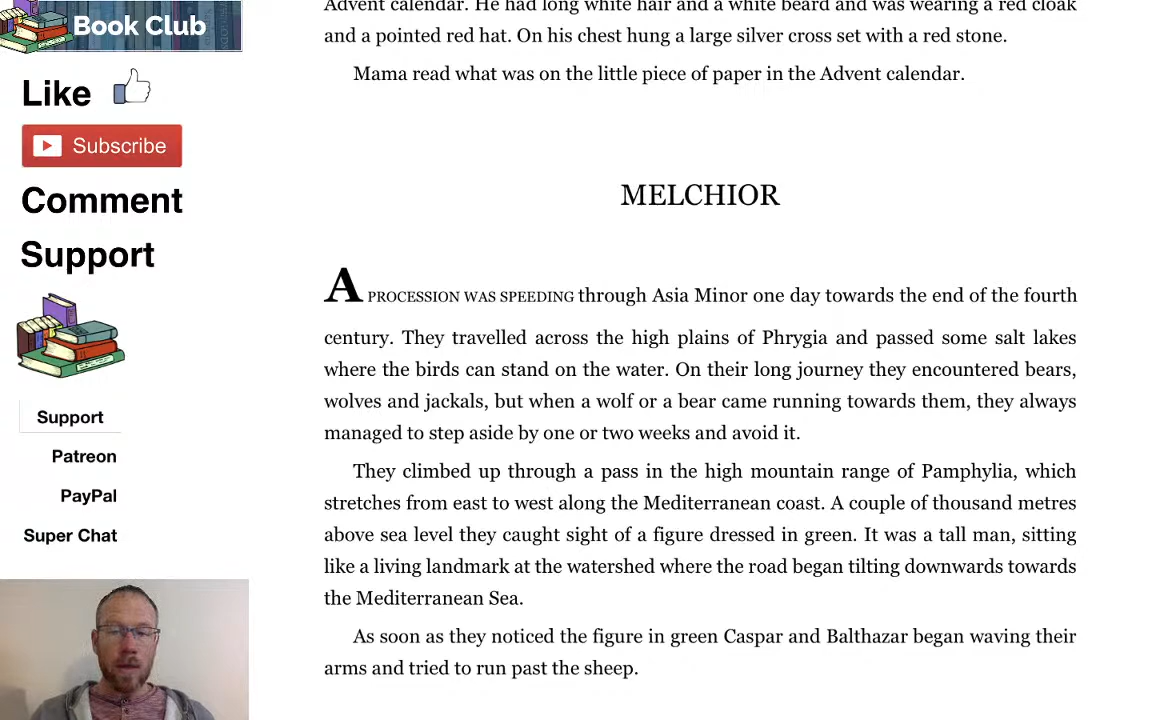 Book Club
Like
Subscribe
Comment
Support
Support
Patreon
PayPal
Super Chat
Advent calendar. He had long white hair and a white beard and was wearing a red cloak
and a pointed red hat. On his chest hung a large silver cross set with a red stone.
Mama read what was on the little piece of paper in the Advent calendar.
MELCHIOR
A PROCESSION WAS SPEEDING through Asia Minor one day towards the end of the fourth
century. They travelled across the high plains of Phrygia and passed some salt lakes
where the birds can stand on the water. On their long journey they encountered bears,
wolves and jackals, but when a wolf or a bear came running towards them, they always
managed to step aside by one or two weeks and avoid it.
They climbed up through a pass in the high mountain range of Pamphylia, which
stretches from east to west along the Mediterranean coast. A couple of thousand metres
above sea level they caught sight of a figure dressed in green. It was a tall man, sitting
like a living landmark at the watershed where the road began tilting downwards towards
the Mediterranean Sea.
As soon as they noticed the figure in green Caspar and Balthazar began waving their
arms and tried to run past the sheep.